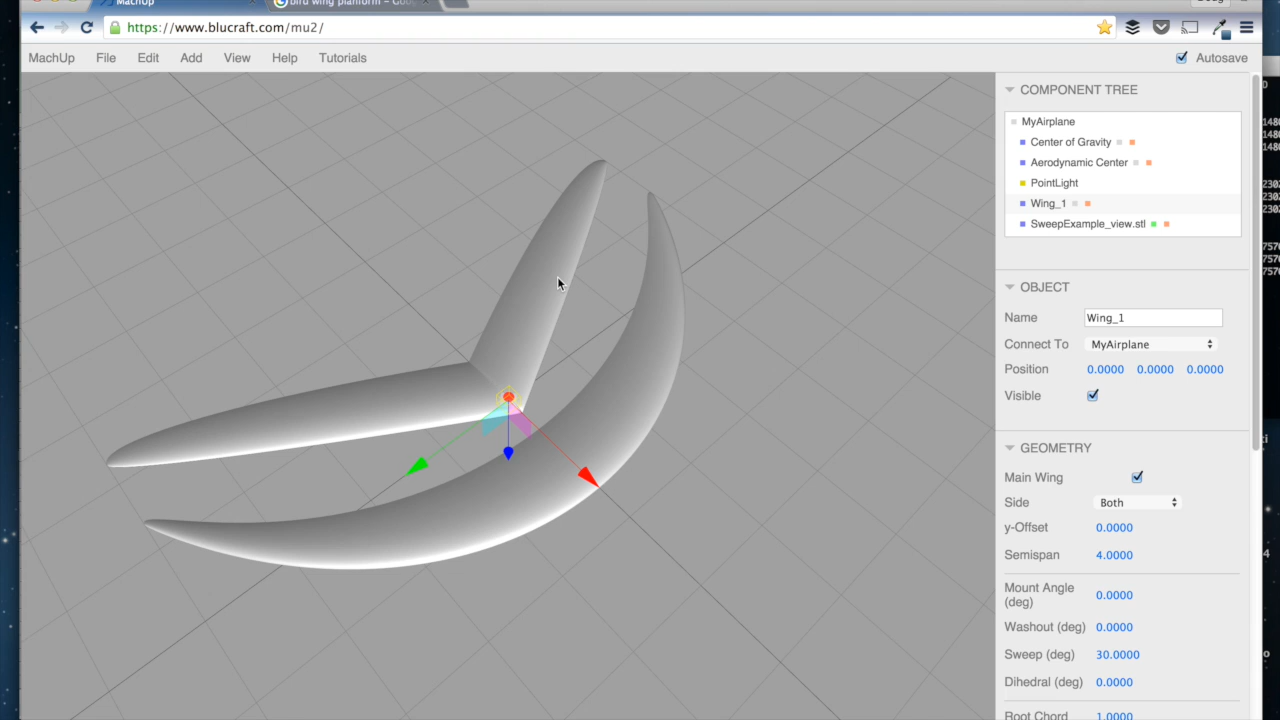 MachUp
bird wing planform - Goo
https://www.blucraft.com/mu2/
MachUp File Edit Add View Help Tutorials Autosave
COMPONENT TREE
MyAirplane
Center of Gravity
Aerodynamic Center
PointLight
Wing_1
SweepExample_view.stl
OBJECT
Name Wing_1
Connect To MyAirplane
Position 0.0000 0.0000 0.0000
Visible
GEOMETRY
Main Wing
Side Both
y-Offset 0.0000
Semispan 4.0000
Mount Angle
(deg) 0.0000
Washout (deg) 0.0000
Sweep (deg) 30.0000
Dihedral (deg) 0.0000
Root Chord 1.0000